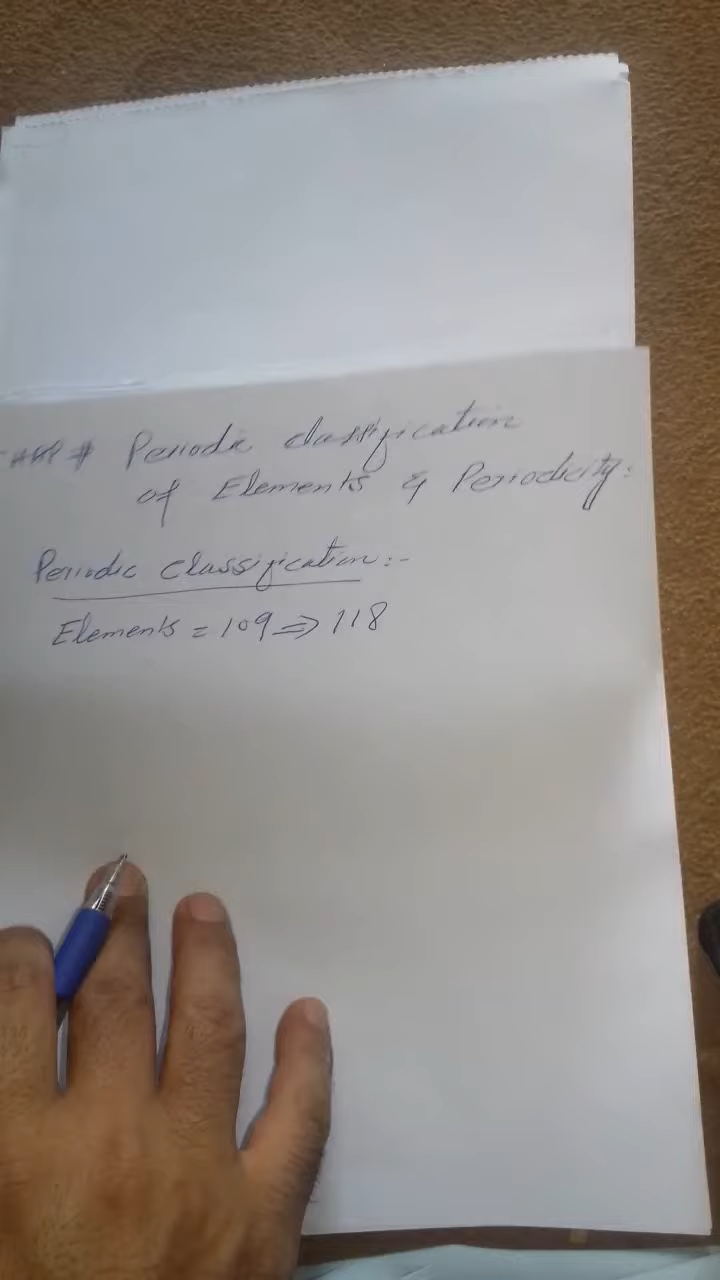 # Periodic classification
of Elements & Periodicity:
Periodic classification:-
Elements = 109 => 118